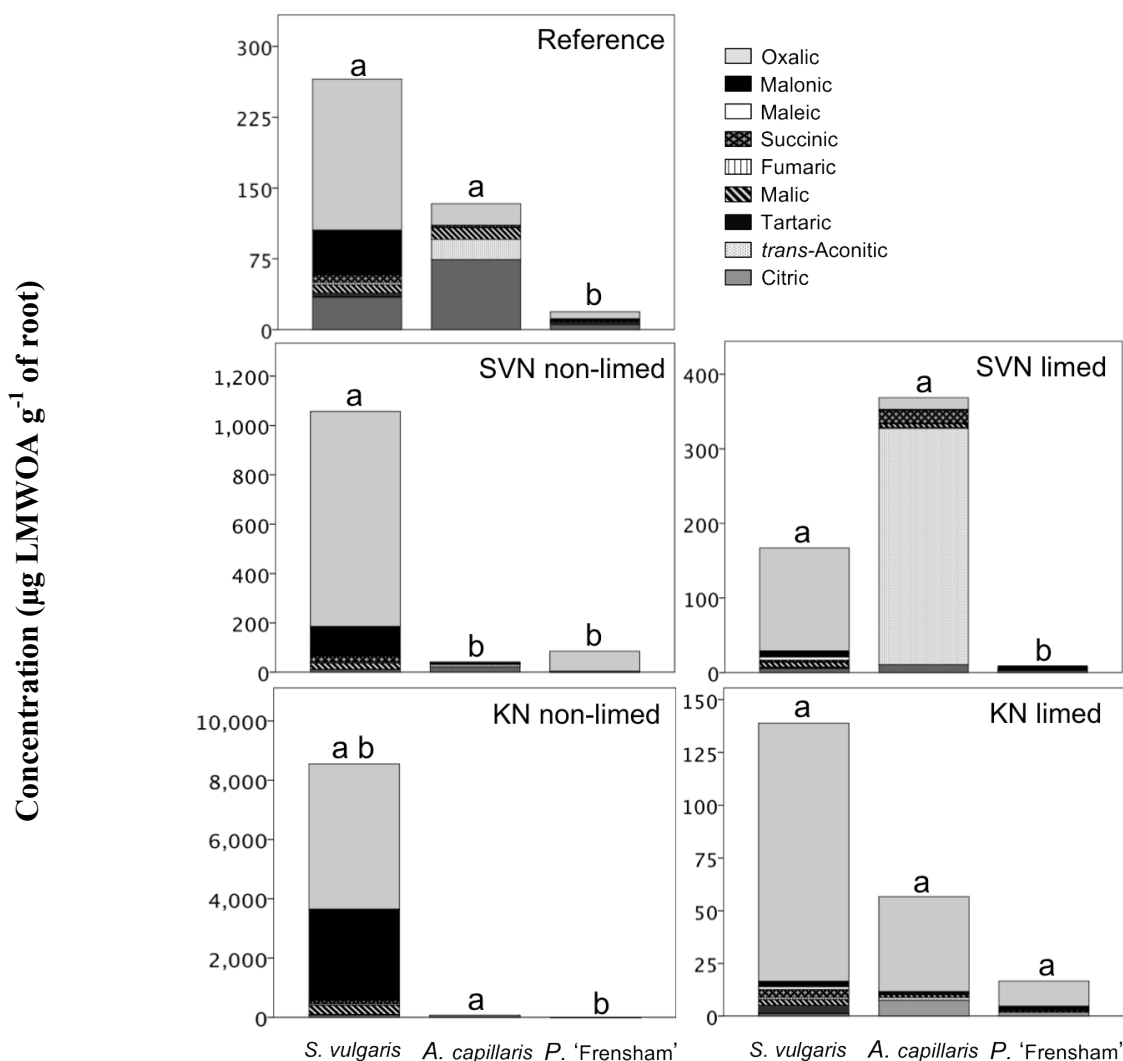 Concentration (µg LMWOA g-1 of root)
Reference
300
225
150
75
0
a
a
b
Oxalic
Malonic
Maleic
Succinic
Fumaric
Malic
Tartaric
trans-Aconitic
Citric
SVN non-limed
1,200
1,000
800
600
400
200
0
a
b
b
SVN limed
400
300
200
100
0
a
a
b
KN non-limed
10,000
8,000
6,000
4,000
2,000
0
a b
a
b
S. vulgaris A. capillaris P. ‘Frensham’
KN limed
150
125
100
75
50
25
0
a
a
a
S. vulgaris A. capillaris P. ‘Frensham’